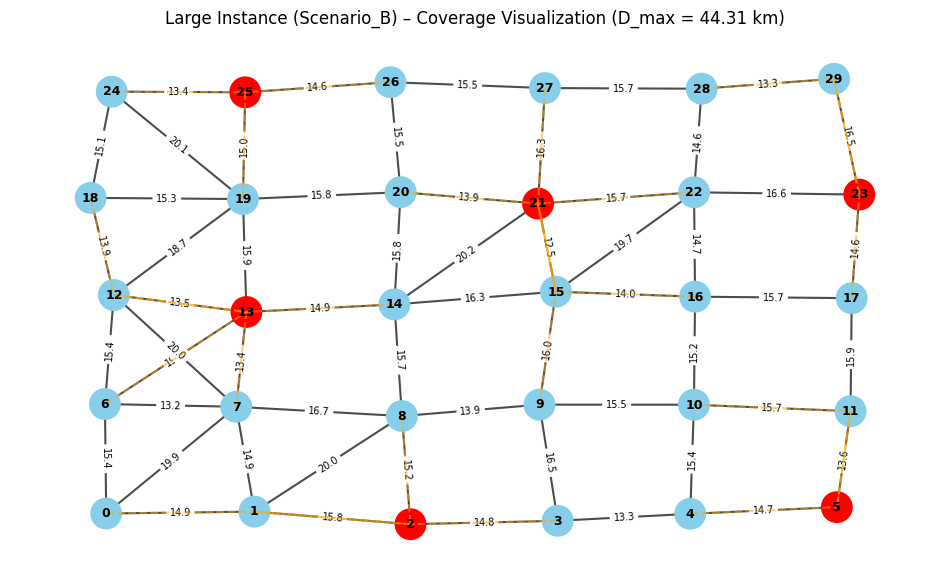 Large Instance (Scenario_B) – Coverage Visualization (D_max = 44.31 km)
24 13.4 25 14.6 26 15.5 27 15.7 28 13.3 29
15.1 20.1 15.0 15.5 16.3 14.6 16.5
18 15.3 19 15.8 20 13.9 21 15.7 22 16.6 23
13.9 18.7 15.9 15.8 20.2 12.5 19.7 14.7 14.6
12 13.5 13 14.9 14 16.3 15 14.0 16 15.7 17
15.4 20.0 13.4 15.7 16.0 15.2 15.9
6 13.2 7 16.7 8 13.9 9 15.5 10 15.7 11
15.4 19.9 14.9 20.0 15.2 16.5 15.4 13.6
0 14.9 1 15.8 2 14.8 3 13.3 4 14.7 5